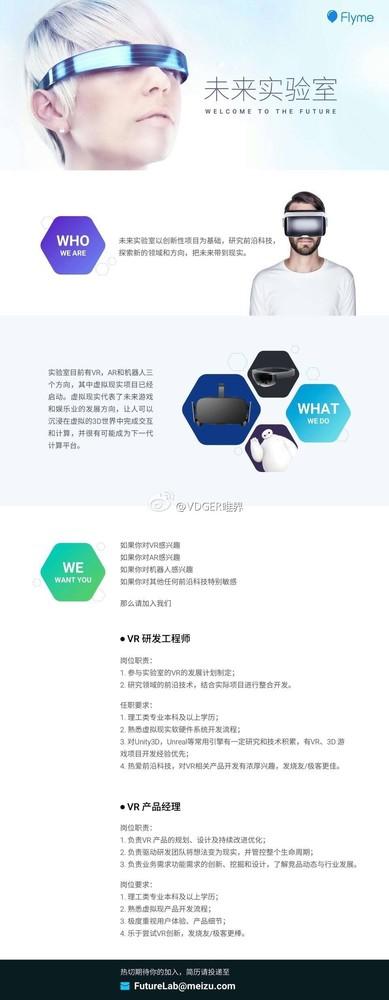 Flyme
未来实验室
WELCOME TO THE FUTURE
WHO
WE ARE
未来实验室以创新性项目为基础，研究前沿科技，
探索新的领域和方向，把未来带到现实。
实验室目前有VR，AR和机器人三
个方向，其中虚拟现实项目已经
启动。虚拟现实代表了未来游戏
和娱乐业的发展方向，让人可以
沉浸在虚拟的3D世界中完成交互
和计算，并很有可能成为下一代
计算平台。
WHAT
WE DO
@VDGER唯界
WE
WANT YOU
如果你对VR感兴趣
如果你对AR感兴趣
如果你对机器人感兴趣
如果你对其他任何前沿科技特别敏感
那么请加入我们
● VR 研发工程师
岗位职责：
1. 参与实验室的VR的发展计划制定；
2. 研究领域的前沿技术，结合实际项目进行整合开发。
任职要求：
1. 理工类专业本科及以上学历；
2. 熟悉虚拟现实软硬件系统开发流程；
3. 对Unity3D，Unreal等常用引擎有一定研究和技术积累，有VR、3D 游
戏项目开发经验优先；
4. 热爱前沿科技，对VR相关产品开发有浓厚兴趣，发烧友/极客更佳。
● VR 产品经理
岗位职责：
1. 负责VR 产品的规划、设计及持续改进优化；
2. 负责驱动研发团队将想法变为现实，并管控整个生命周期；
3. 负责业务需求功能需求的创新、挖掘和设计，了解竞品动态与行业发展。
岗位要求：
1. 理工类专业本科及以上学历；
2. 熟悉虚拟现产品开发流程；
3. 极度重视用户体验、产品细节；
4. 乐于尝试VR创新，发烧友/极客更棒。
热切期待你的加入，简历请投递至
FutureLab@meizu.com